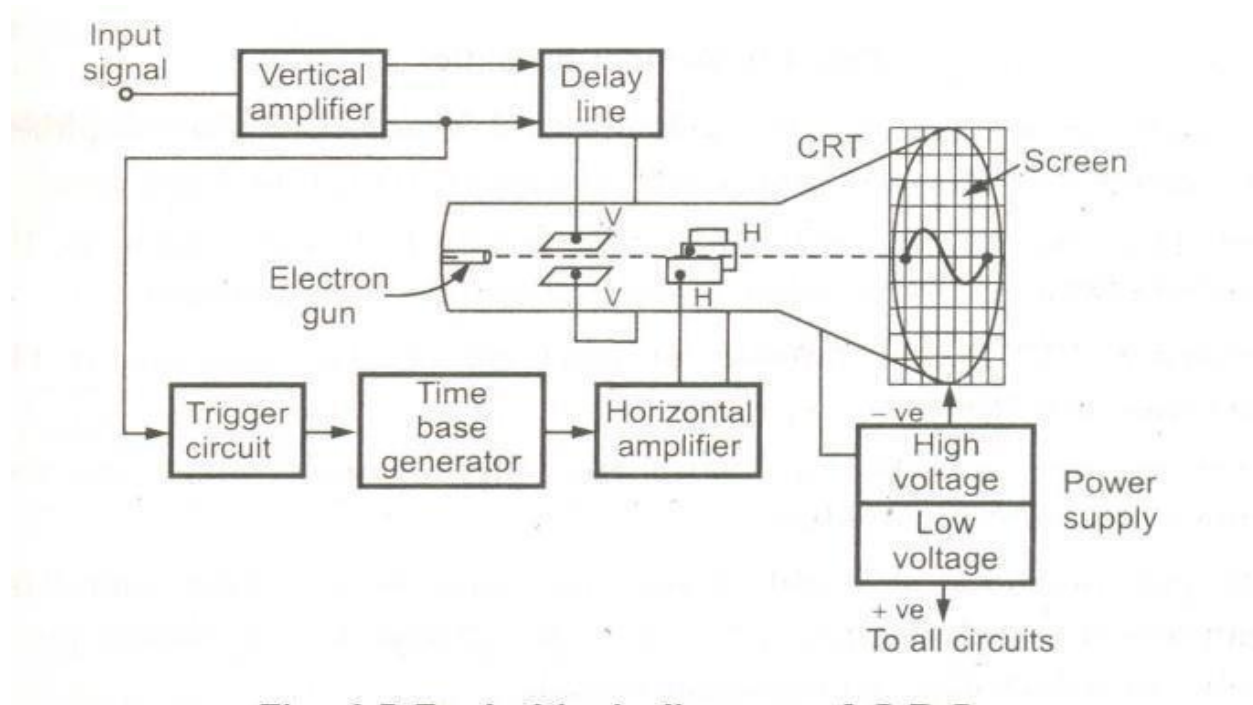 Input
signal
Vertical
amplifier
Delay
line
CRT
Screen
V
H
Electron
gun
V
H
Trigger
circuit
Time
base
generator
Horizontal
amplifier
– ve
High
voltage
Low
voltage
Power
supply
+ ve
To all circuits